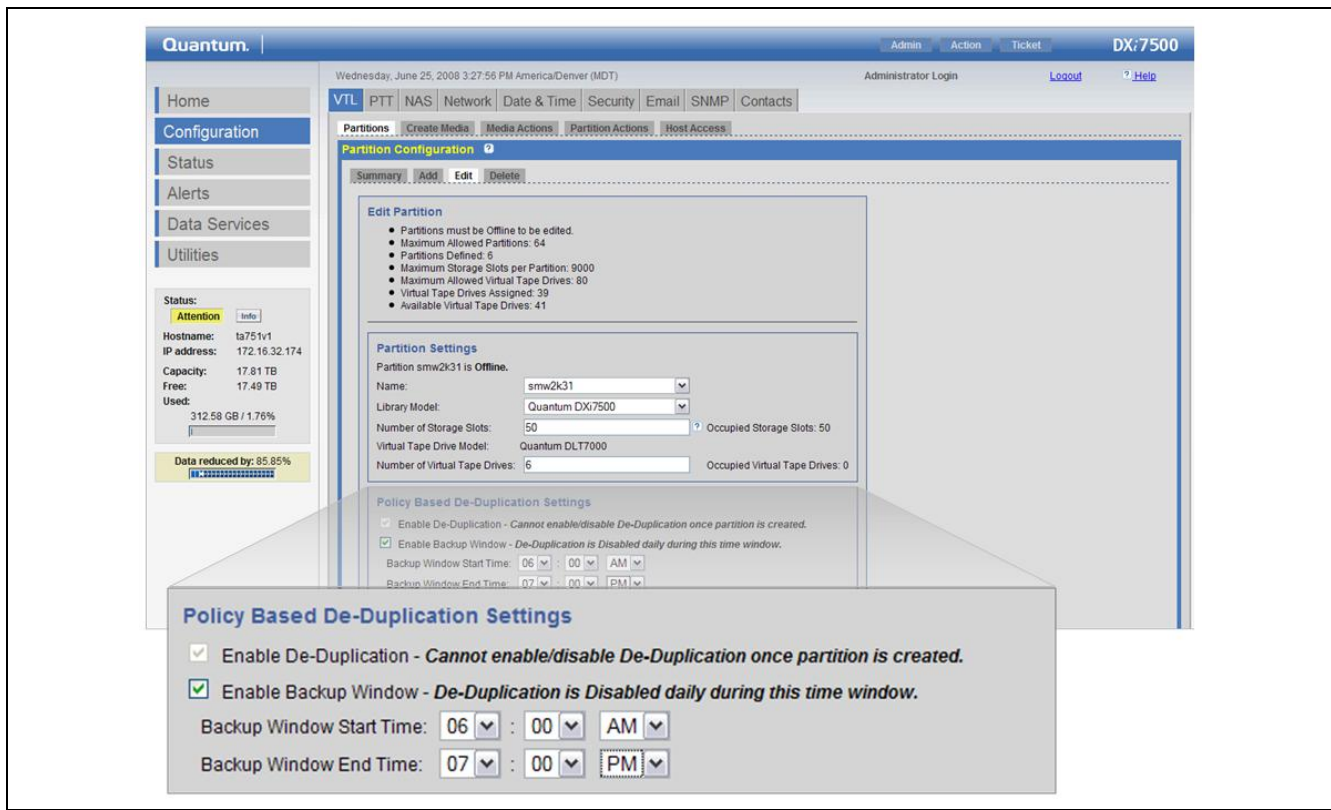 Quantum.
Admin Action Ticket DXi7500
Wednesday, June 25, 2008 3:27:56 PM America/Denver (MDT) Administrator Login Logout ? Help
Home
Configuration
Status
Alerts
Data Services
Utilities
Status:
Attention Info
Hostname: ta751v1
IP address: 172.16.32.174
Capacity: 17.81 TB
Free: 17.49 TB
Used:
312.58 GB / 1.76%
Data reduced by: 85.85%
VTL PTT NAS Network Date & Time Security Email SNMP Contacts
Partitions Create Media Media Actions Partition Actions Host Access
Partition Configuration ?
Summary Add Edit Delete
Edit Partition
• Partitions must be Offline to be edited.
• Maximum Allowed Partitions: 64
• Partitions Defined: 6
• Maximum Storage Slots per Partition: 9000
• Maximum Allowed Virtual Tape Drives: 80
• Virtual Tape Drives Assigned: 39
• Available Virtual Tape Drives: 41
Partition Settings
Partition smw2k31 is Offline.
Name: smw2k31
Library Model: Quantum DXi7500
Number of Storage Slots: 50 ? Occupied Storage Slots: 50
Virtual Tape Drive Model: Quantum DLT7000
Number of Virtual Tape Drives: 6 Occupied Virtual Tape Drives: 0
Policy Based De-Duplication Settings
Enable De-Duplication - Cannot enable/disable De-Duplication once partition is created.
Enable Backup Window - De-Duplication is Disabled daily during this time window.
Backup Window Start Time: 06 : 00 AM
Backup Window End Time: 07 : 00 PM
Policy Based De-Duplication Settings
Enable De-Duplication - Cannot enable/disable De-Duplication once partition is created.
Enable Backup Window - De-Duplication is Disabled daily during this time window.
Backup Window Start Time: 06 : 00 AM
Backup Window End Time: 07 : 00 PM